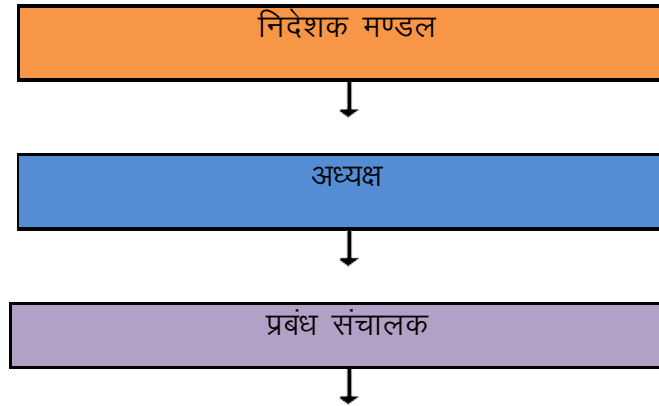 निदेशक मण्डल
अध्यक्ष
प्रबंध संचालक